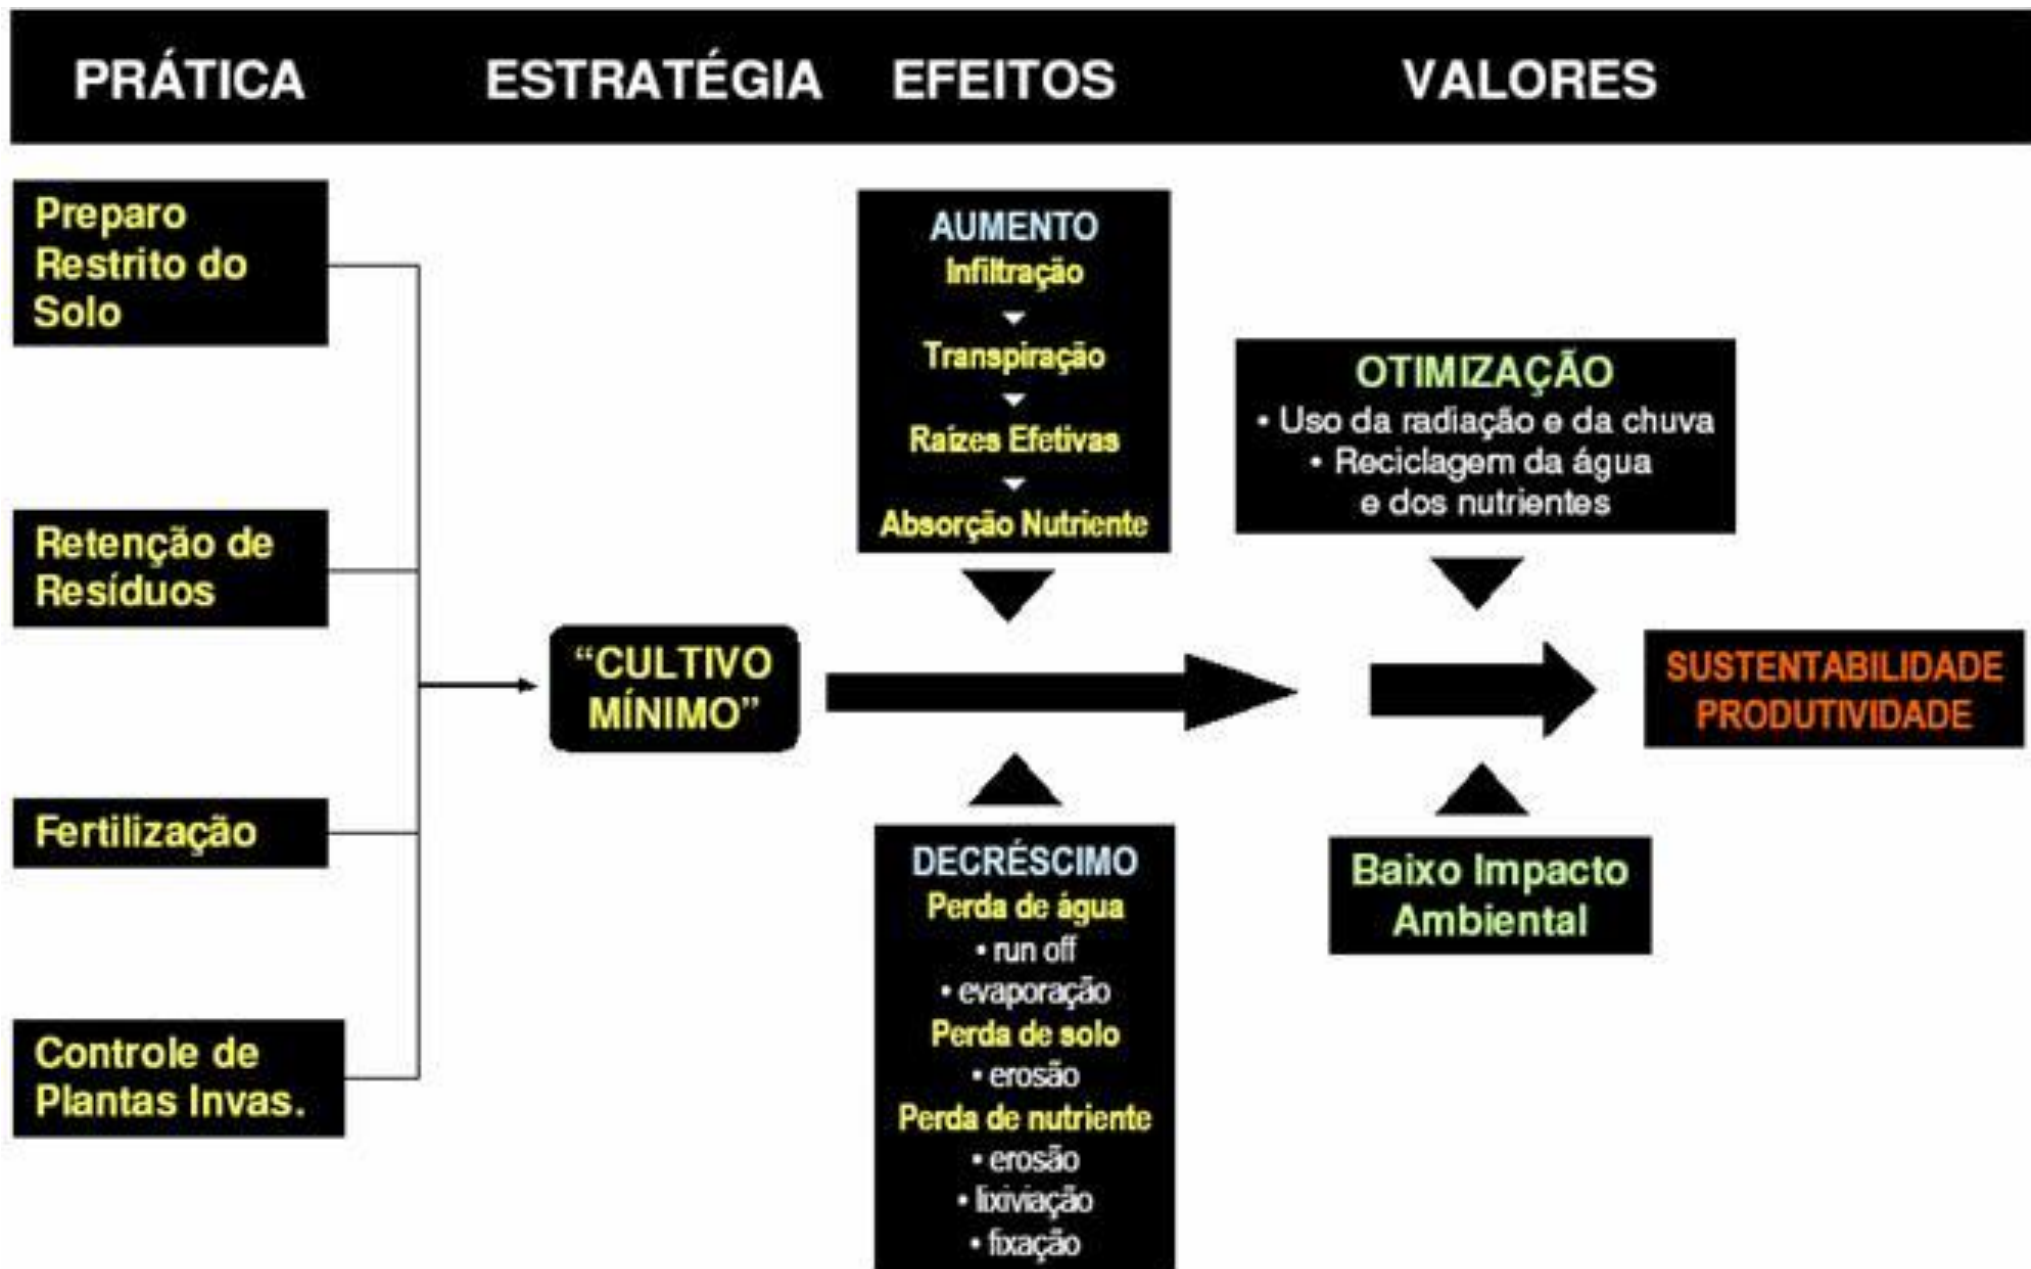 PRÁTICA ESTRATÉGIA EFEITOS VALORES
Preparo
Restrito do
Solo
Retenção de
Resíduos
Fertilização
Controle de
Plantas Invas.
“CULTIVO
MÍNIMO”
AUMENTO
Infiltração
Transpiração
Raízes Efetivas
Absorção Nutriente
DECRÉSCIMO
Perda de água
• run off
• evaporação
Perda de solo
• erosão
Perda de nutriente
• erosão
• lixiviação
• fixação
OTIMIZAÇÃO
• Uso da radiação e da chuva
• Reciclagem da água
e dos nutrientes
Baixo Impacto
Ambiental
SUSTENTABILIDADE
PRODUTIVIDADE